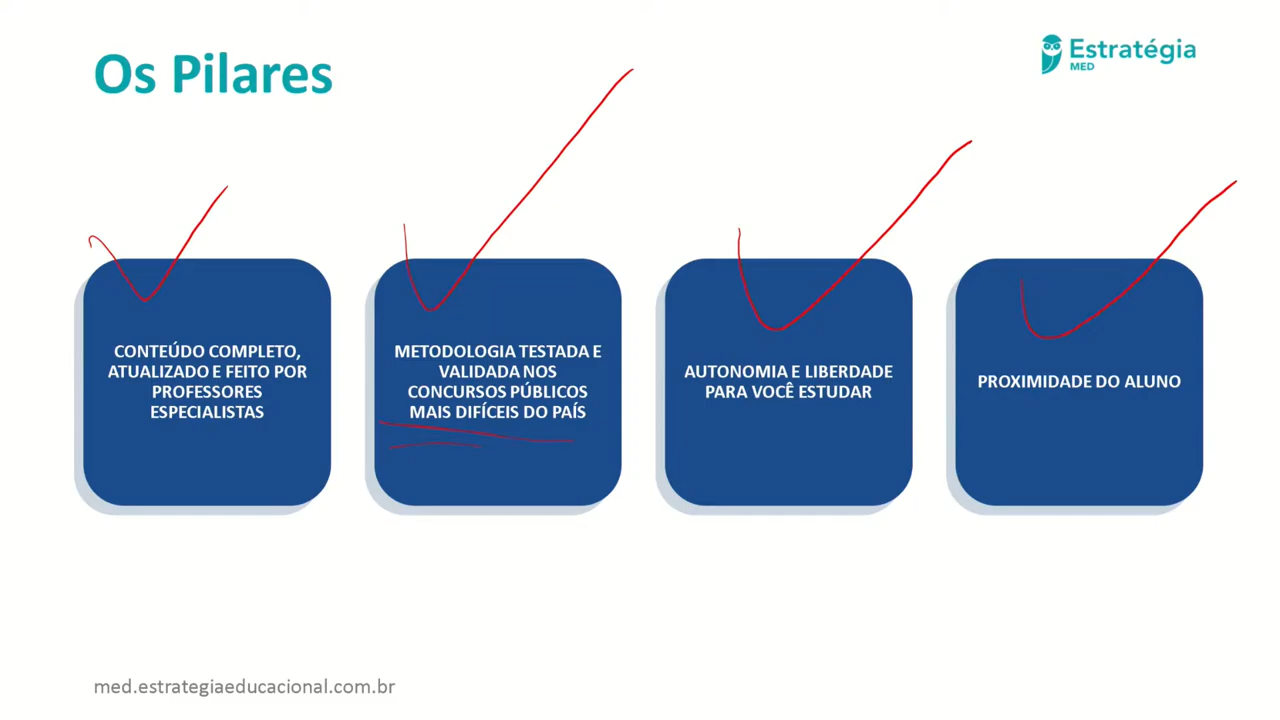 Os Pilares
Estratégia
MED
CONTEÚDO COMPLETO,
ATUALIZADO E FEITO POR
PROFESSORES
ESPECIALISTAS
METODOLOGIA TESTADA E
VALIDADA NOS
CONCURSOS PÚBLICOS
MAIS DIFÍCEIS DO PAÍS
AUTONOMIA E LIBERDADE
PARA VOCÊ ESTUDAR
PROXIMIDADE DO ALUNO
med.estrategiaeducacional.com.br